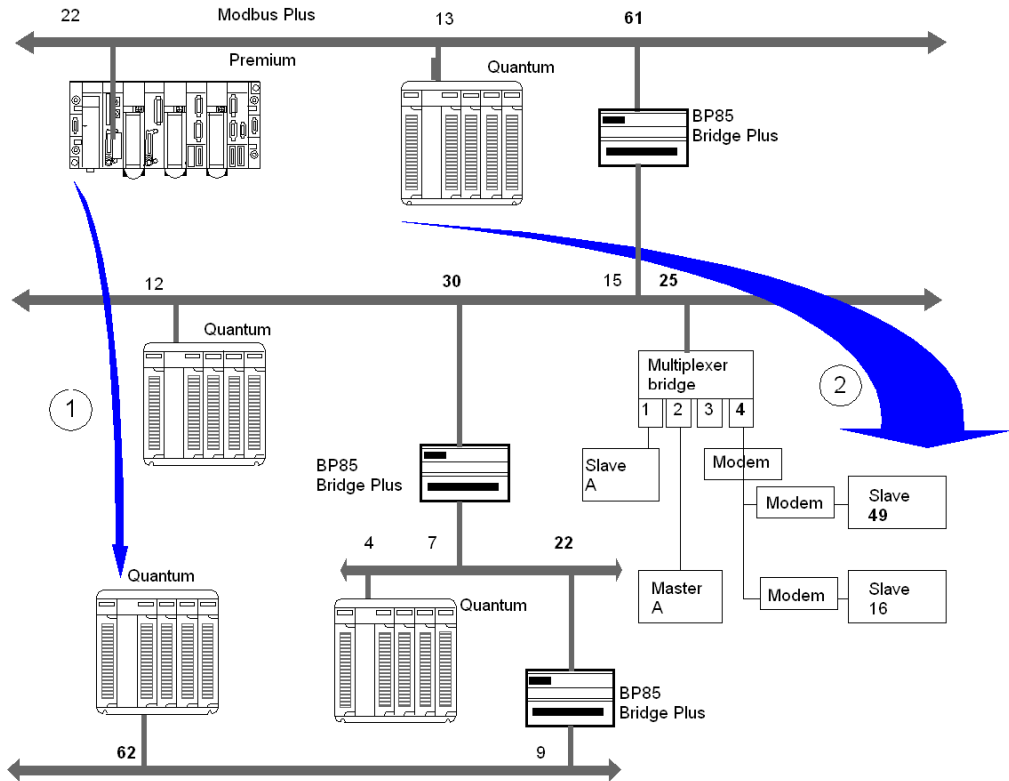 22
Modbus Plus
13
61
Premium
Quantum
BP85
Bridge Plus
12
30
15
25
Quantum
Multiplexer
bridge
1
2
3
4
1
2
BP85
Bridge Plus
Slave
A
Modem
Modem
Slave
49
4
7
22
Quantum
Quantum
Master
A
Modem
Slave
16
BP85
Bridge Plus
62
9